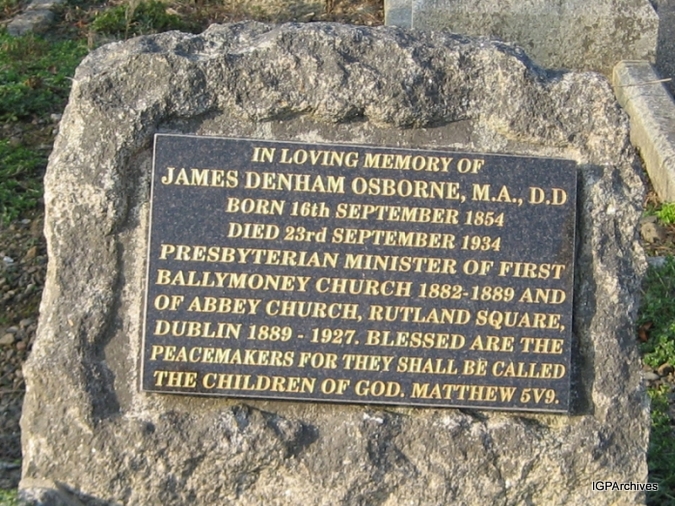 IN LOVING MEMORY OF
JAMES DENHAM OSBORNE, M.A., D.D
BORN 16th SEPTEMBER 1854
DIED 23rd SEPTEMBER 1934
PRESBYTERIAN MINISTER OF FIRST
BALLYMONEY CHURCH 1882-1889 AND
OF ABBEY CHURCH, RUTLAND SQUARE,
DUBLIN 1889 - 1927. BLESSED ARE THE
PEACEMAKERS FOR THEY SHALL BE CALLED
THE CHILDREN OF GOD. MATTHEW 5V9.
IGPArchives